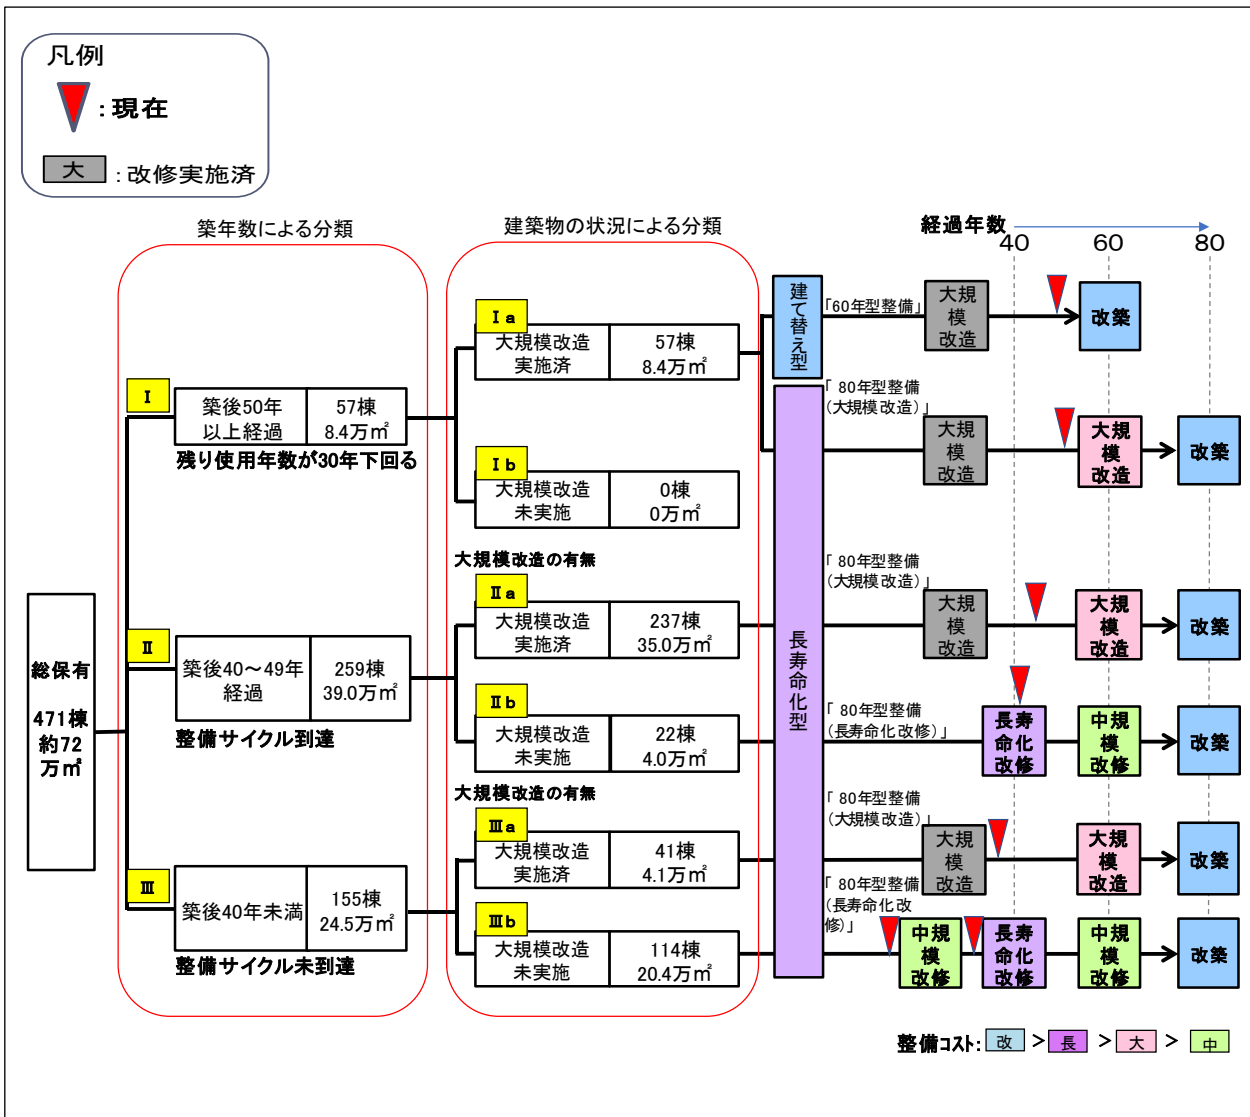 凡例
：現在
大
：改修実施済
築年数による分類
建築物の状況による分類
経過年数
40
60
80
総保有
471棟
約72
万㎡
Ⅰ
築後50年
以上経過
57棟
8.4万㎡
残り使用年数が30年下回る
Ⅱ
築後40～49年
経過
259棟
39.0万㎡
整備サイクル到達
Ⅲ
築後40年未満
155棟
24.5万㎡
整備サイクル未到達
Ⅰa
大規模改造
実施済
57棟
8.4万㎡
Ⅰb
大規模改造
未実施
0棟
0万㎡
大規模改造の有無
Ⅱa
大規模改造
実施済
237棟
35.0万㎡
Ⅱb
大規模改造
未実施
22棟
4.0万㎡
大規模改造の有無
Ⅲa
大規模改造
実施済
41棟
4.1万㎡
Ⅲb
大規模改造
未実施
114棟
20.4万㎡
建て替え型
長寿命化型
「60年型整備」
大規
模
改造
改築
「 80年型整備
（大規模改造）」
大規
模
改造
大規
模
改造
改築
「 80年型整備
（大規模改造）」
大規
模
改造
大規
模
改造
改築
「 80年型整備
（長寿命化改修）」
長寿
命化
改修
中規
模
改修
改築
「 80年型整備
（大規模改造）」
大規
模
改造
大規
模
改造
改築
「 80年型整備
（長寿命化改
修）」
中規
模
改修
長寿
命化
改修
中規
模
改修
改築
整備コスト： 改 ＞ 長 ＞ 大 ＞ 中